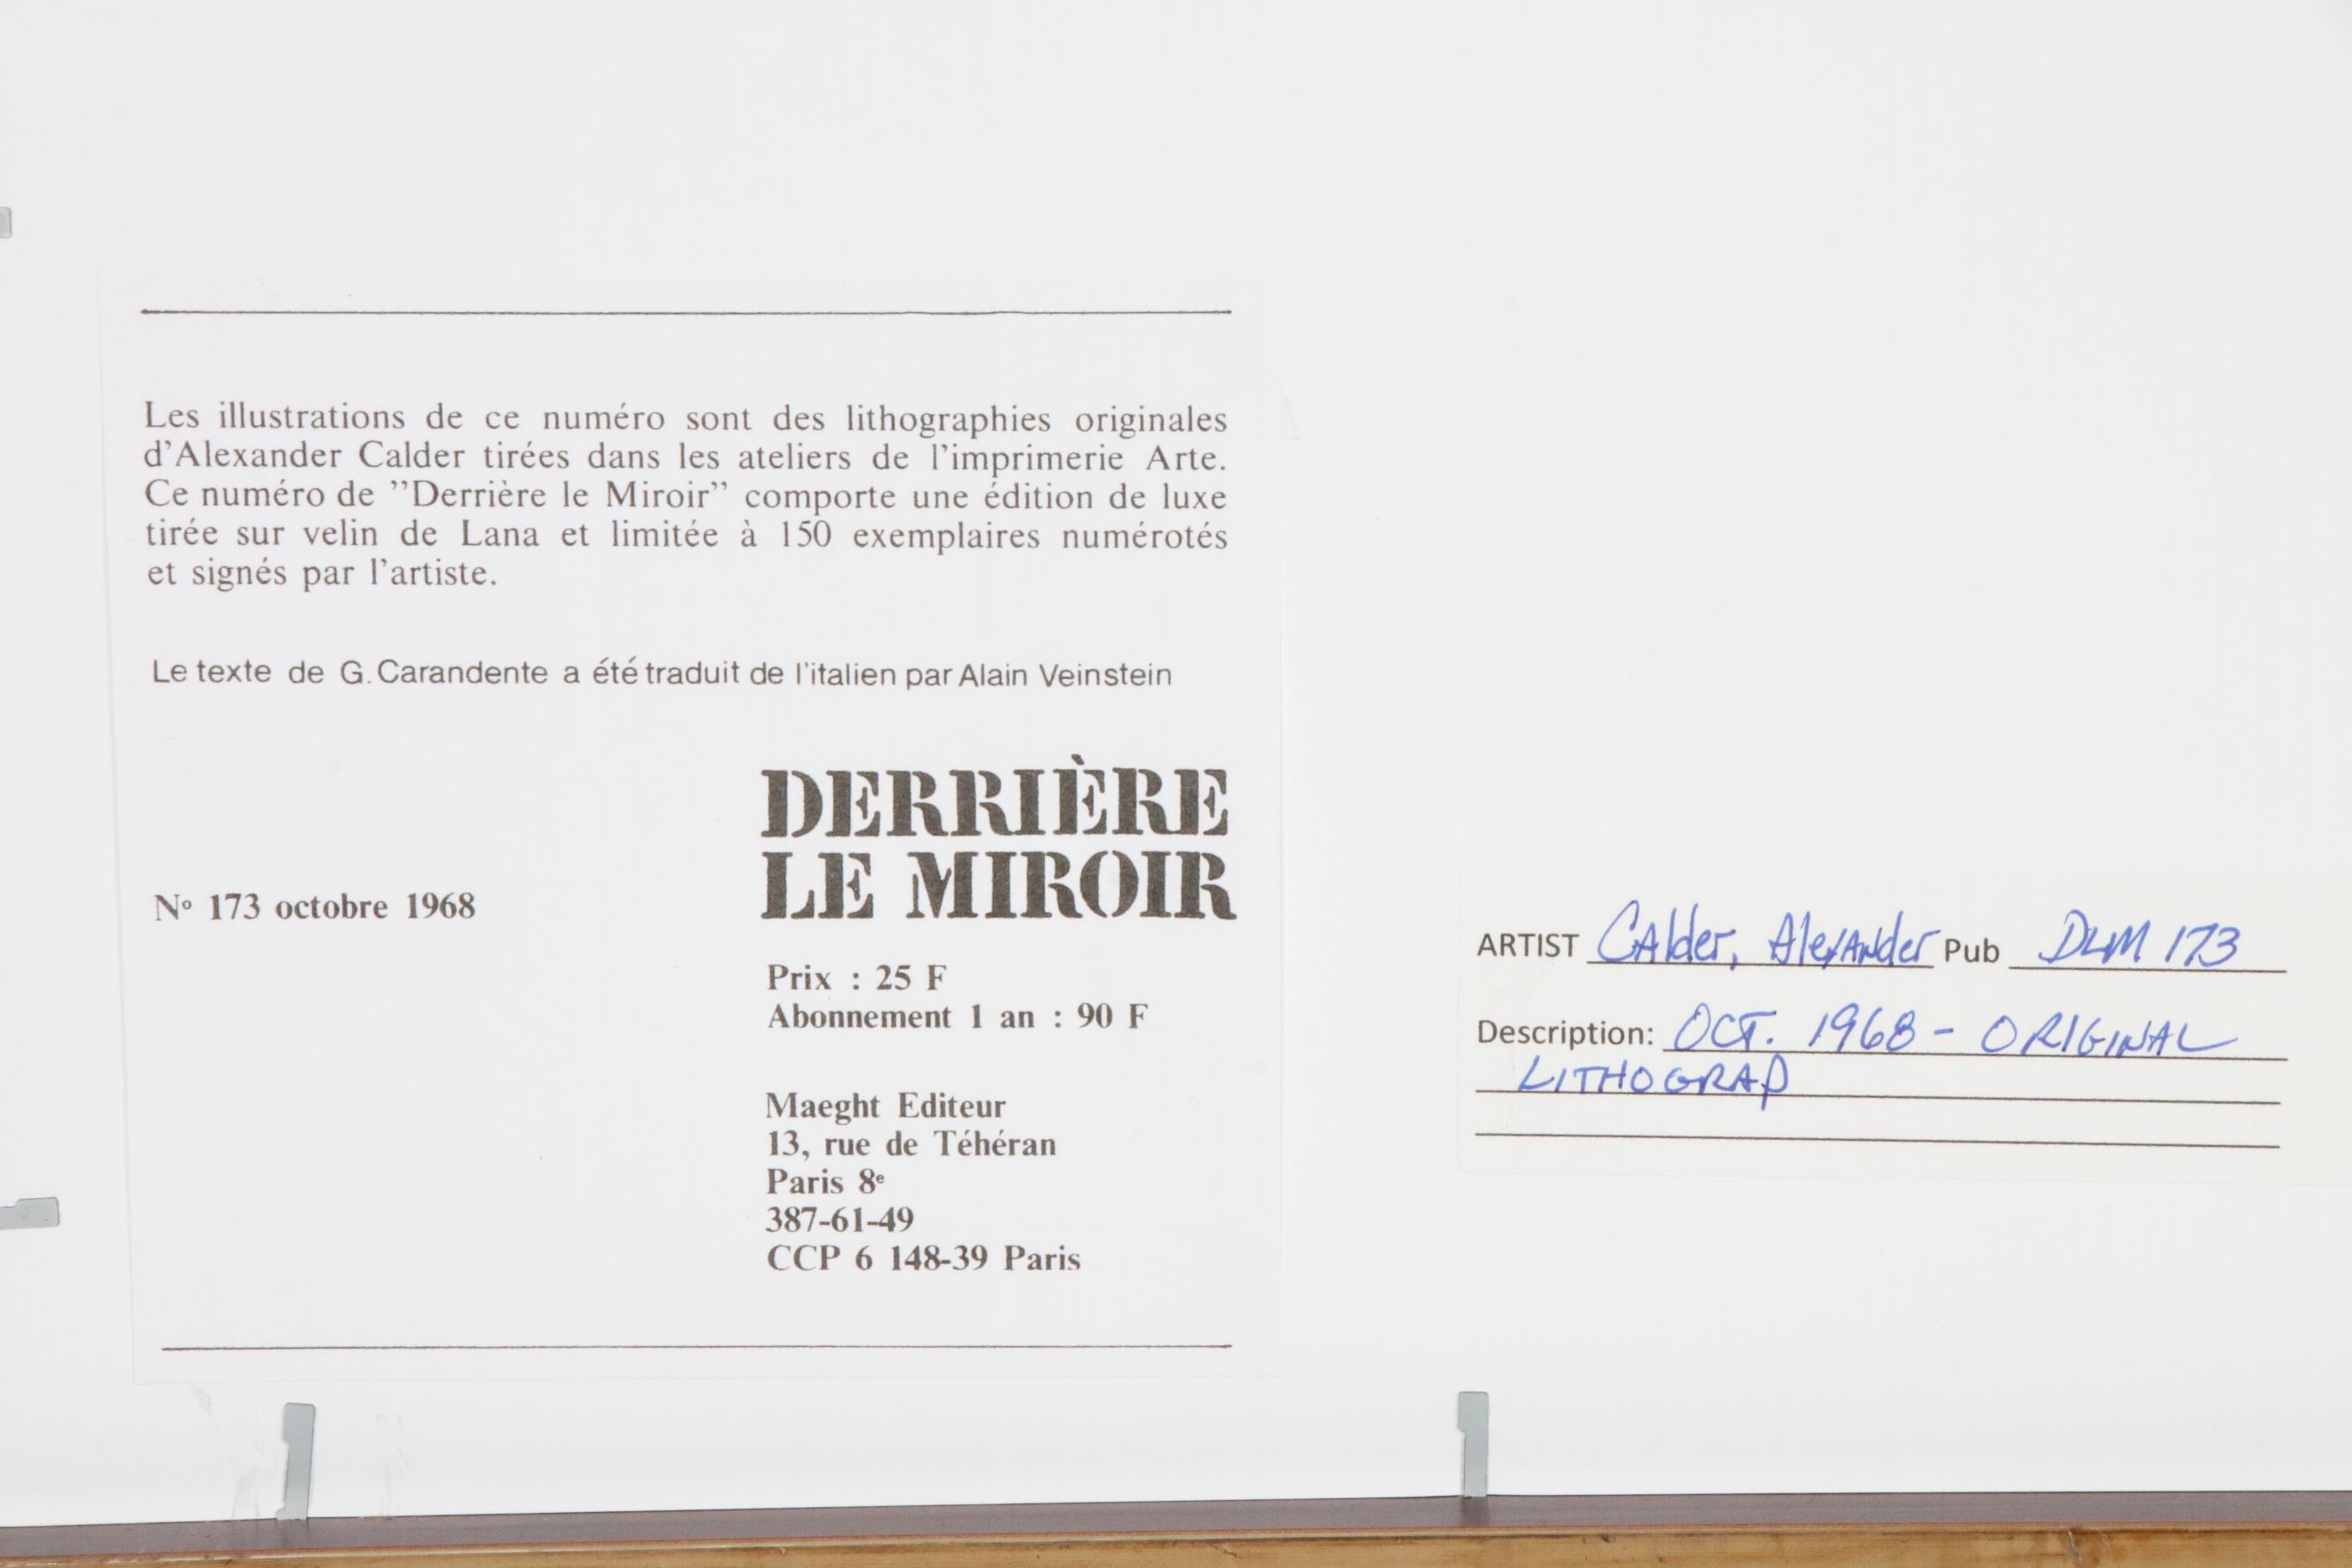 Les illustrations de ce numéro sont des lithographies originales
d'Alexander Calder tirées dans les ateliers de l'imprimerie Arte.
Ce numéro de ''Derrière le Miroir'' comporte une édition de luxe
tirée sur velin de Lana et limitée à 150 exemplaires numérotés
et signés par l'artiste.
Le texte de G. Carandente a été traduit de l'italien par Alain Veinstein
DERRIÈRE
LE MIROIR
Nº 173 octobre 1968
Prix : 25 F
Abonnement 1 an : 90 F
Maeght Editeur
13, rue de Téhéran
Paris 8e
387-61-49
CCP 6 148-39 Paris
ARTIST Calder, Alexander Pub DLM 173
Description: OCT. 1968 - ORIGINAL
LITHOGRAP